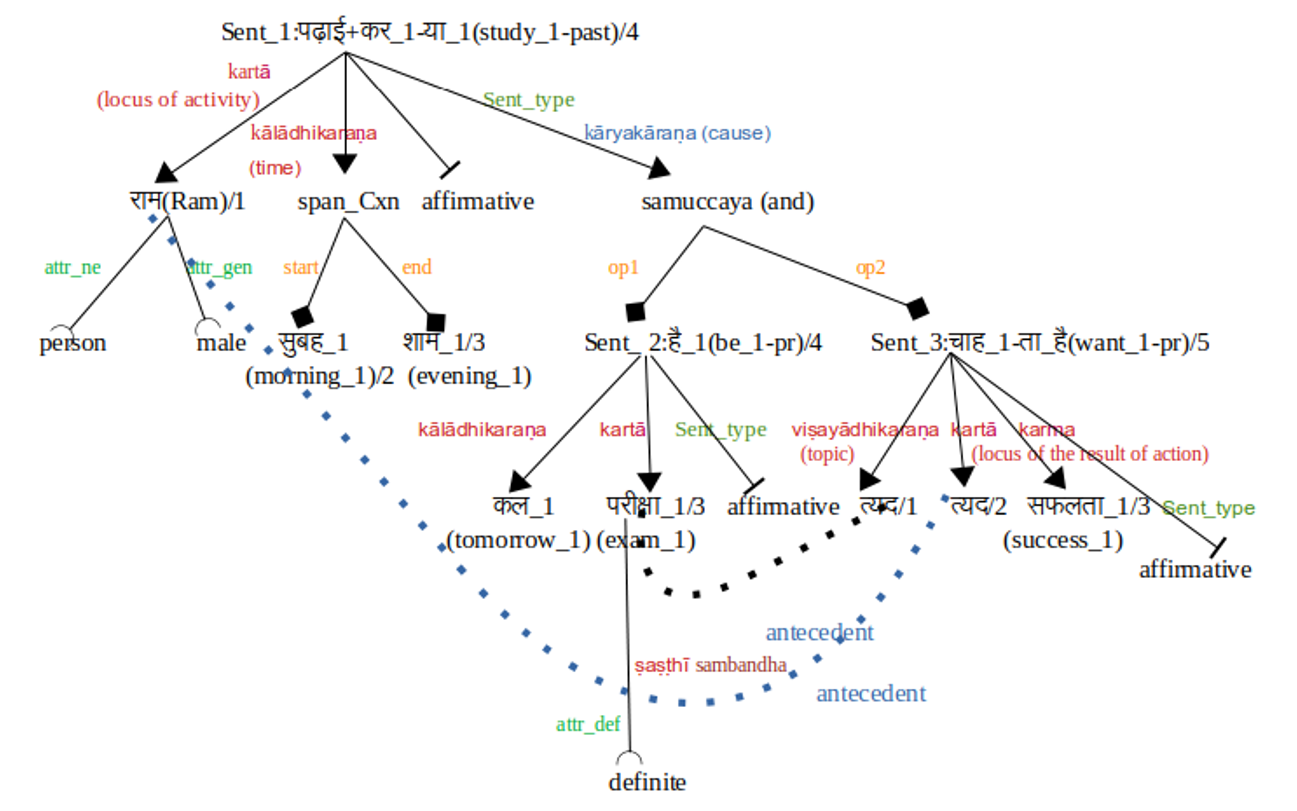 Sent_1:पढ़ाई+कर_1-या_1(study_1-past)/4
kartā
(locus of activity)
Sent_type
kālādhikaraṇa
kāryakāraṇa (cause)
(time)
राम(Ram)/1
span_Cxn
affirmative
samuccaya (and)
attr_ne
attr_gen
start
end
op1
op2
person
male
सुबह_1
शाम_1/3
Sent_ 2:है_1(be_1-pr)/4
Sent_3:चाह_1-ता_है(want_1-pr)/5
(morning_1)/2
(evening_1)
kālādhikaraṇa
kartā
Sent_type
viṣayādhikaraṇa
kartā
karma
(topic)
(locus of the result of action)
कल_1
परीक्षा_1/3
affirmative
त्यद/1
त्यद/2
सफलता_1/3
Sent_type
(tomorrow_1)
(exam_1)
(success_1)
affirmative
antecedent
ṣaṣṭhī sambandha
antecedent
attr_def
definite